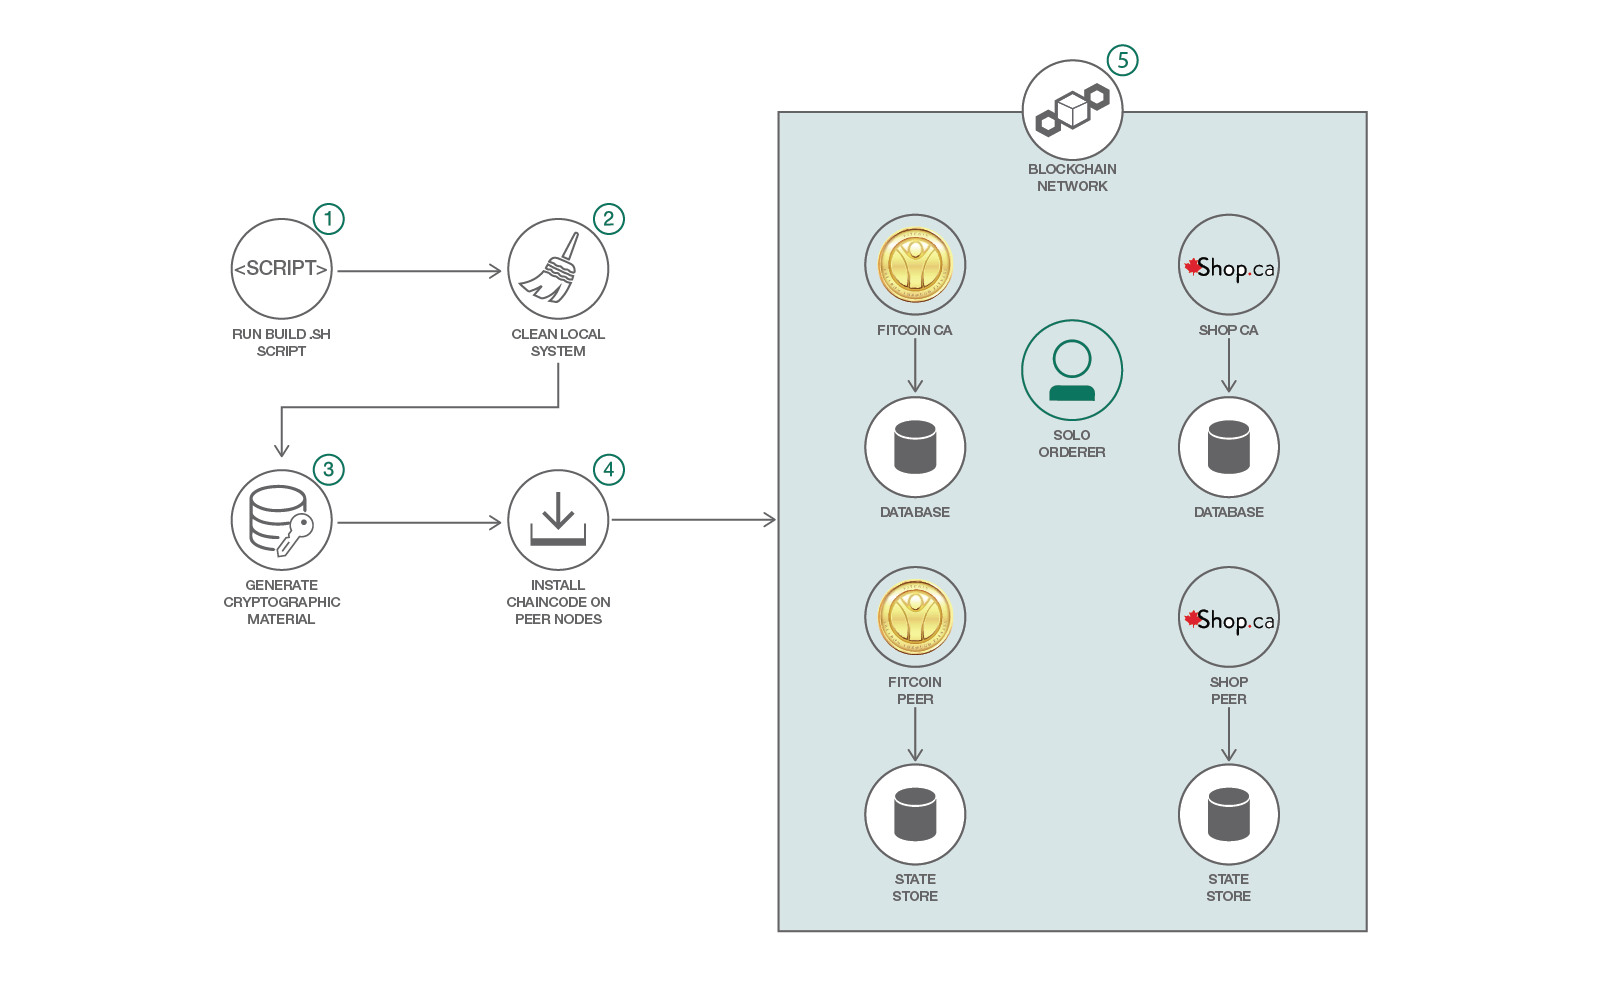 1
<SCRIPT>
RUN BUILD .SH
SCRIPT
2
CLEAN LOCAL
SYSTEM
3
GENERATE
CRYPTOGRAPHIC
MATERIAL
4
INSTALL
CHAINCODE ON
PEER NODES
5
BLOCKCHAIN
NETWORK
FITCOIN CA
Shop.ca
SHOP CA
SOLO
ORDERER
DATABASE
DATABASE
FITCOIN
PEER
Shop.ca
SHOP
PEER
STATE
STORE
STATE
STORE